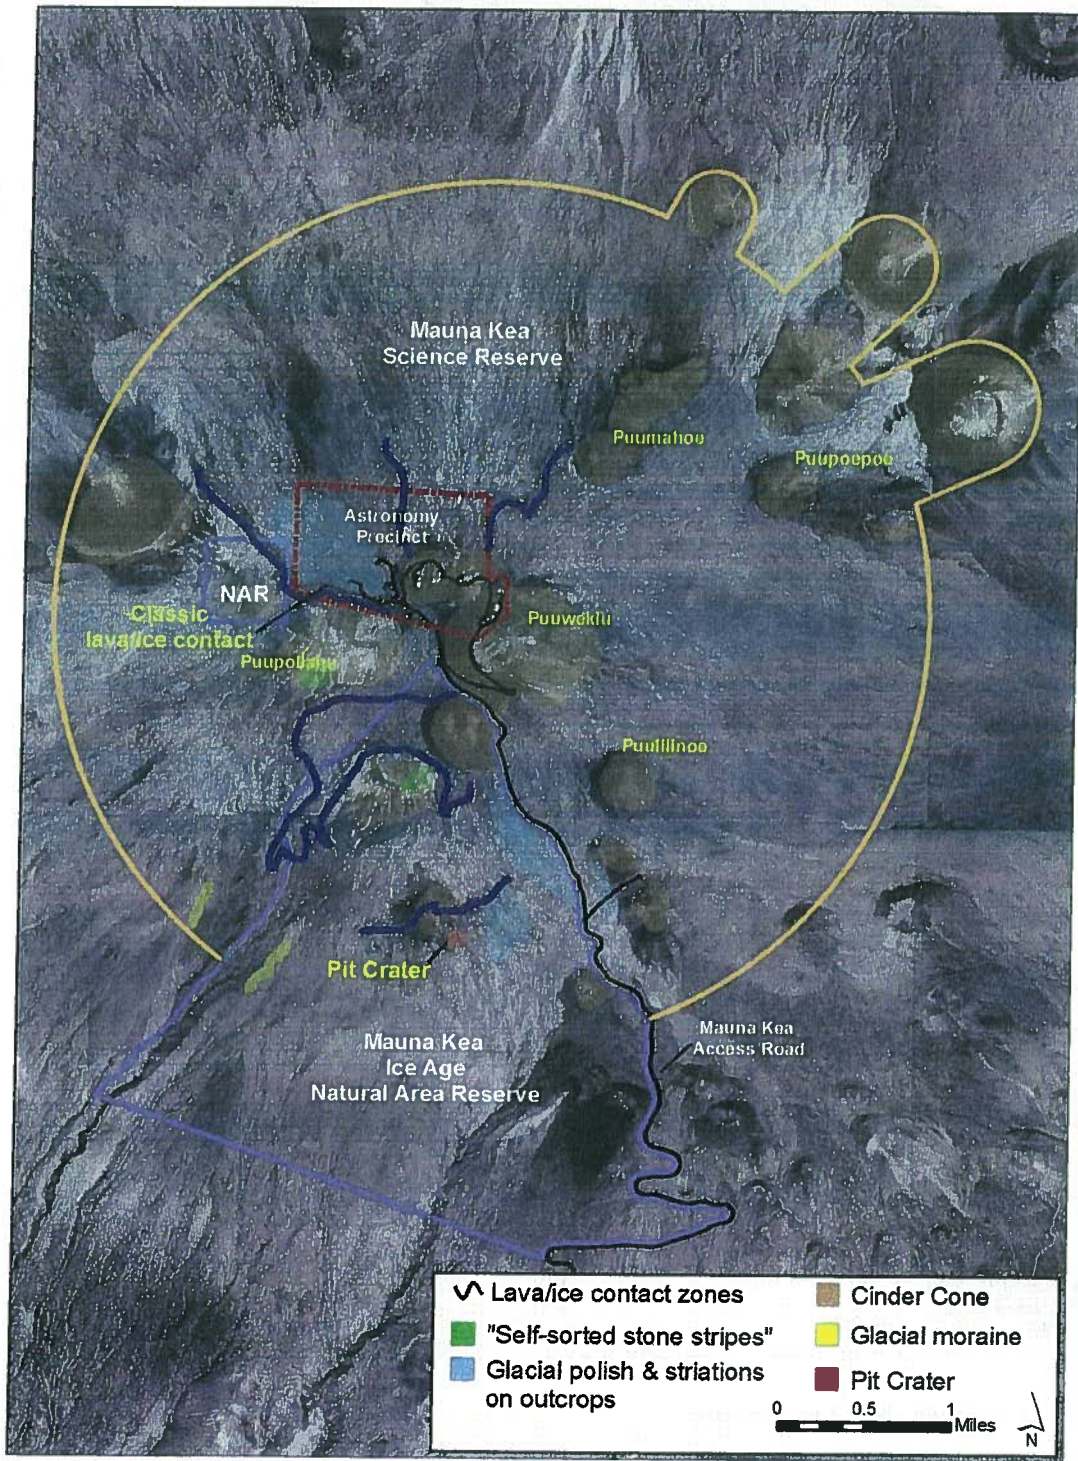 Mauna Kea
Science Reserve
Puumahoe
Puupoepoe
Astronomy
Precinct
NAR
Classic
lava/ice contact
Puuwekiu
Puulilinoe
Pit Crater
Mauna Kea
Ice Age
Natural Area Reserve
Mauna Kea
Access Road
Lava/ice contact zones
"Self-sorted stone stripes"
Glacial polish & striations
on outcrops
Cinder Cone
Glacial moraine
Pit Crater
0 0.5 1
Miles
N